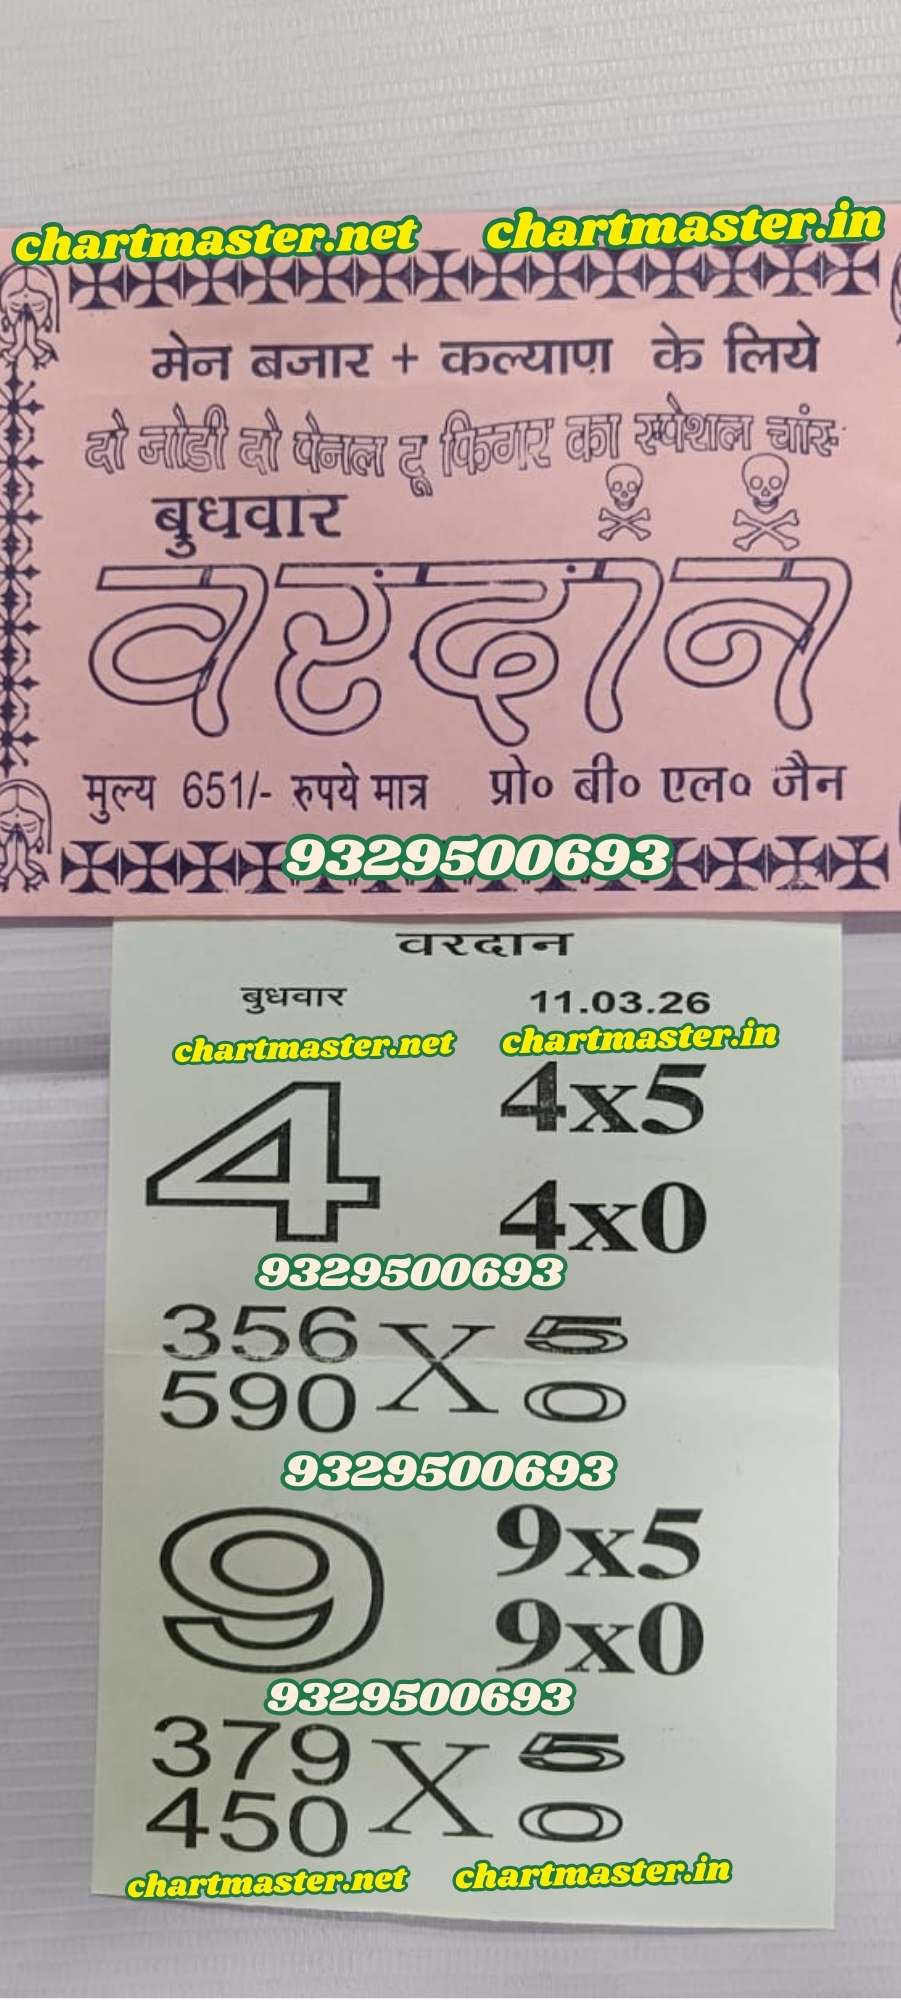 chartmaster.net chartmaster.in
मेन बजार + कल्याण के लिये
दो जोडी दो पेनल टू फिगर का स्पेशल चांस
बुधवार
वरदान
मुल्य 651/- रुपये मात्र प्रो० बी० एल० जैन
9329500693
वरदान
बुधवार 11.03.26
chartmaster.net chartmaster.in
4 4x5
4x0
9329500693
356 X 5
590 0
9329500693
9 9x5
9x0
9329500693
379 X 5
450 0
chartmaster.net chartmaster.in